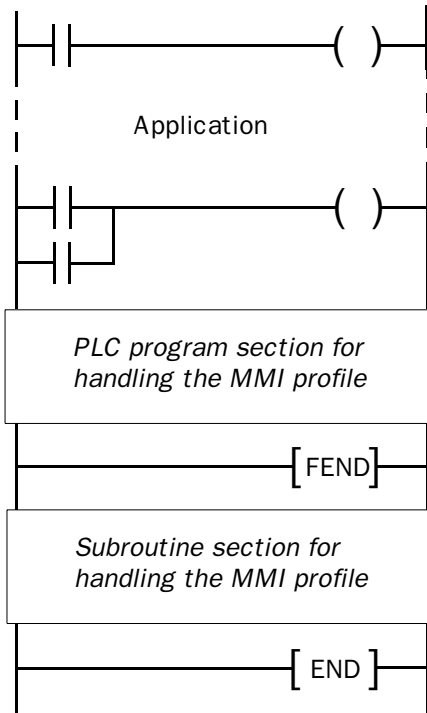 Application
PLC program section for
handling the MMI profile
FEND
Subroutine section for
handling the MMI profile
END